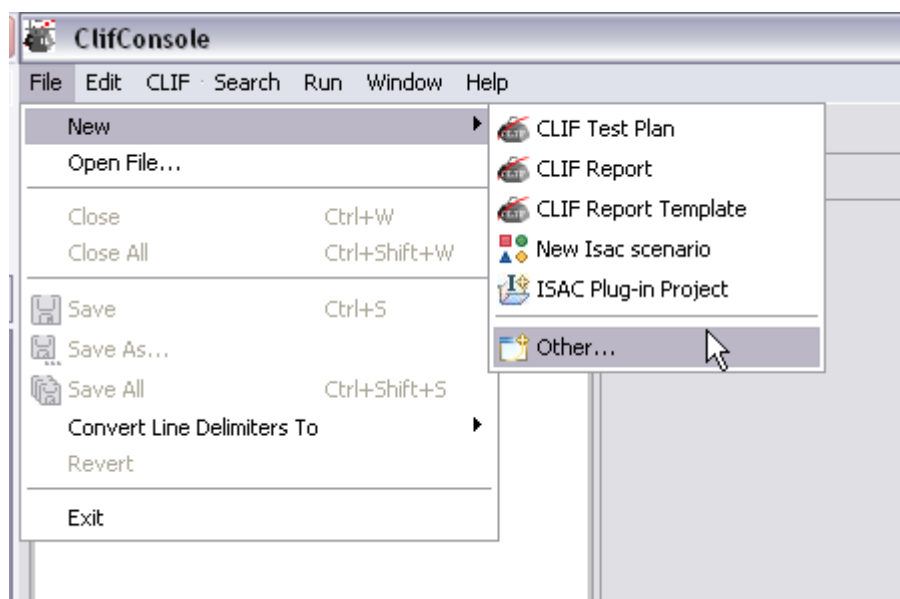 ClifConsole
File Edit CLIF Search Run Window Help
New
Open File...
Close Ctrl+W
Close All Ctrl+Shift+W
Save Ctrl+S
Save As...
Save All Ctrl+Shift+S
Convert Line Delimiters To
Revert
Exit
CLIF Test Plan
CLIF Report
CLIF Report Template
New Isac scenario
ISAC Plug-in Project
Other...